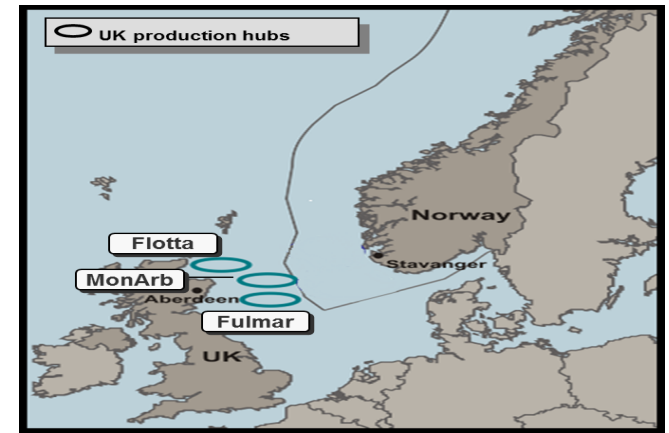 UK production hubs
Norway
Flotta
Stavanger
MonArb
Aberdeen
Fulmar
UK